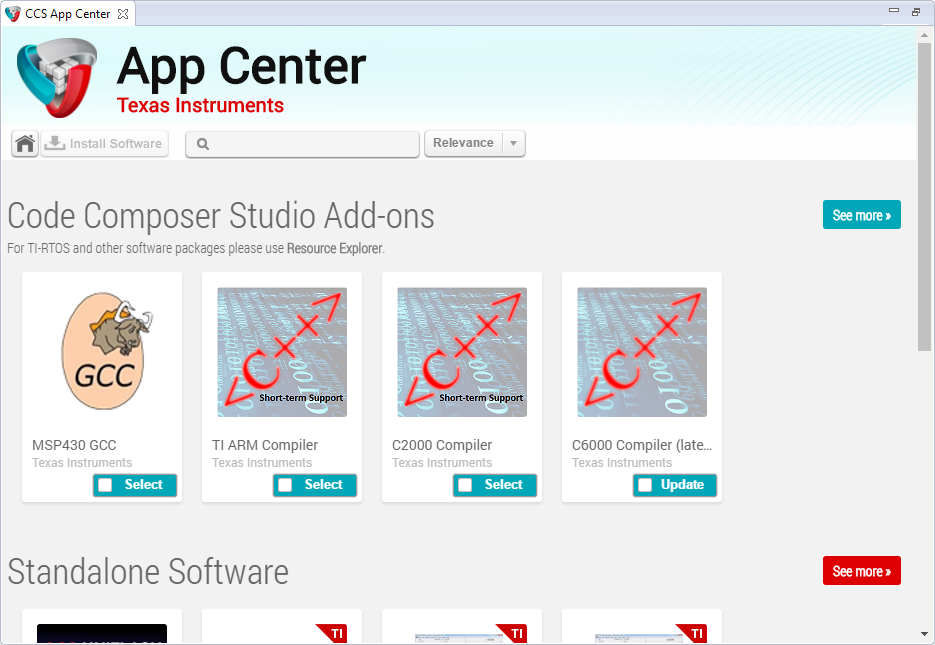 CCS App Center
App Center
Texas Instruments
Install Software
Relevance
Code Composer Studio Add-ons
See more »
For TI-RTOS and other software packages please use Resource Explorer.
GCC
Short-term Support
Short-term Support
MSP430 GCC
TI ARM Compiler
C2000 Compiler
C6000 Compiler (late...
Texas Instruments
Texas Instruments
Texas Instruments
Texas Instruments
Select
Select
Select
Update
Standalone Software
See more »
TI
TI
TI